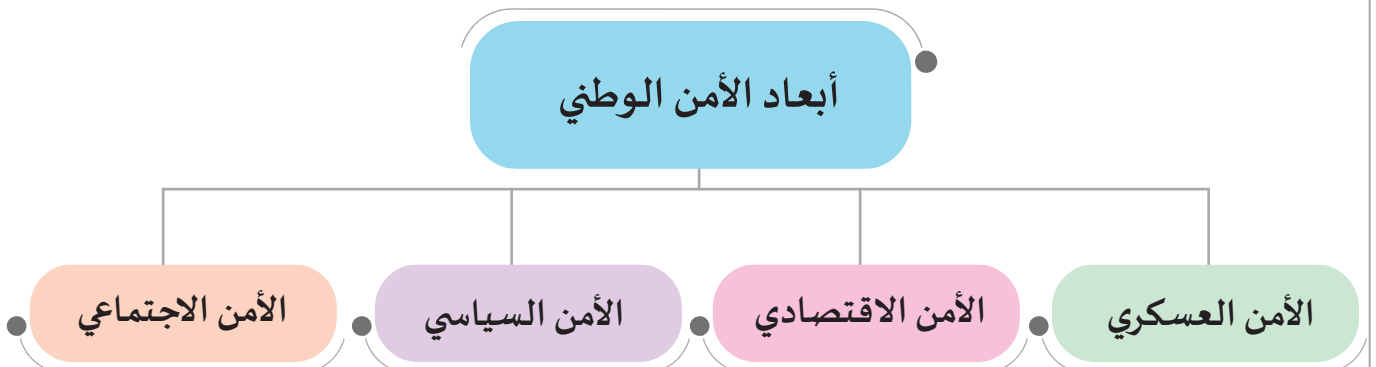 أبعاد الأمن الوطني
الأمن العسكري
الأمن الاقتصادي
الأمن السياسي
الأمن الاجتماعي